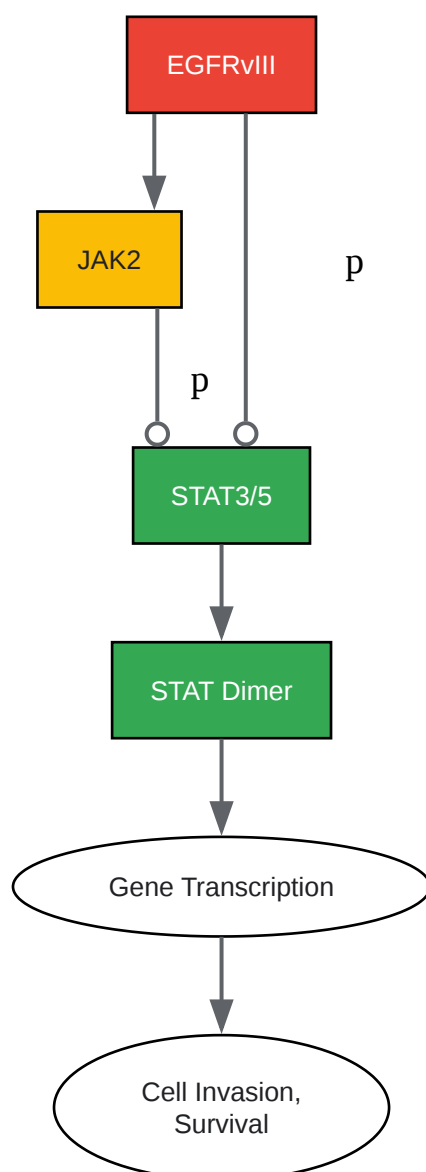 EGFRvIII
JAK2
p
p
STAT3/5
STAT Dimer
Gene Transcription
Cell Invasion,
Survival